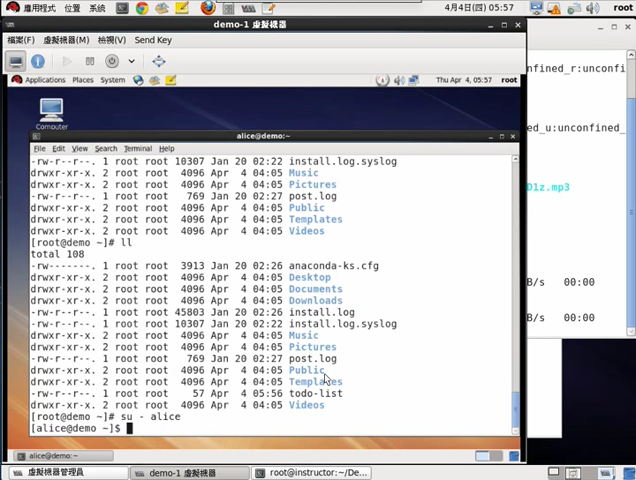 應用程式 位置 系統 4月4日(四) 05:57 root
demo-1 虛擬機器
檔案(F) 虛擬機器(M) 檢視(V) Send Key
Applications Places System Thu Apr 4, 05:57 root
Computer
alice@demo:~
File Edit View Search Terminal Help
-rw-r--r--. 1 root root 10307 Jan 20 02:22 install.log.syslog
drwxr-xr-x. 2 root root 4096 Apr 4 04:05 Music
drwxr-xr-x. 2 root root 4096 Apr 4 04:05 Pictures
-rw-r--r--. 1 root root 769 Jan 20 02:27 post.log
drwxr-xr-x. 2 root root 4096 Apr 4 04:05 Public
drwxr-xr-x. 2 root root 4096 Apr 4 04:05 Templates
drwxr-xr-x. 2 root root 4096 Apr 4 04:05 Videos
[root@demo ~]# ll
total 108
-rw-------. 1 root root 3913 Jan 20 02:26 anaconda-ks.cfg
drwxr-xr-x. 2 root root 4096 Apr 4 04:05 Desktop
drwxr-xr-x. 2 root root 4096 Apr 4 04:05 Documents
drwxr-xr-x. 2 root root 4096 Apr 4 04:05 Downloads
-rw-r--r--. 1 root root 45803 Jan 20 02:26 install.log
-rw-r--r--. 1 root root 10307 Jan 20 02:22 install.log.syslog
drwxr-xr-x. 2 root root 4096 Apr 4 04:05 Music
drwxr-xr-x. 2 root root 4096 Apr 4 04:05 Pictures
-rw-r--r--. 1 root root 769 Jan 20 02:27 post.log
drwxr-xr-x. 2 root root 4096 Apr 4 04:05 Public
drwxr-xr-x. 2 root root 4096 Apr 4 04:05 Templates
-rw-r--r--. 1 root root 57 Apr 4 05:56 todo-list
drwxr-xr-x. 2 root root 4096 Apr 4 04:05 Videos
[root@demo ~]# su - alice
[alice@demo ~]$
nfined_r:unconfi
ned_u:unconfined_
D1z.mp3
B/s 00:00
B/s 00:00
alice@demo:~
虛擬機器管理員 demo-1 虛擬機器 root@instructor:~/De...